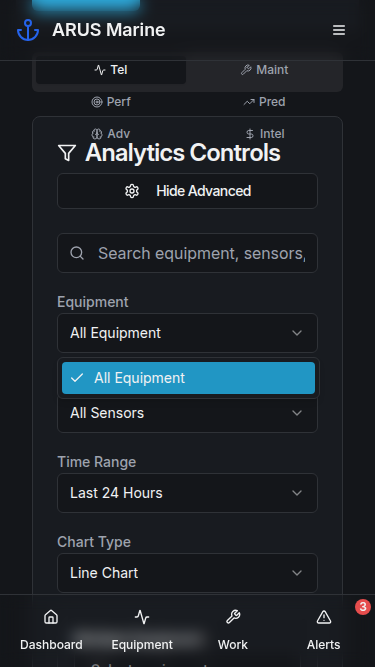 ARUS Marine
Tel
Maint
Perf
Pred
Adv
Intel
Analytics Controls
Hide Advanced
Search equipment, sensors,
Equipment
All Equipment
All Equipment
All Sensors
Time Range
Last 24 Hours
Chart Type
Line Chart
3
Dashboard
Equipment
Work
Alerts